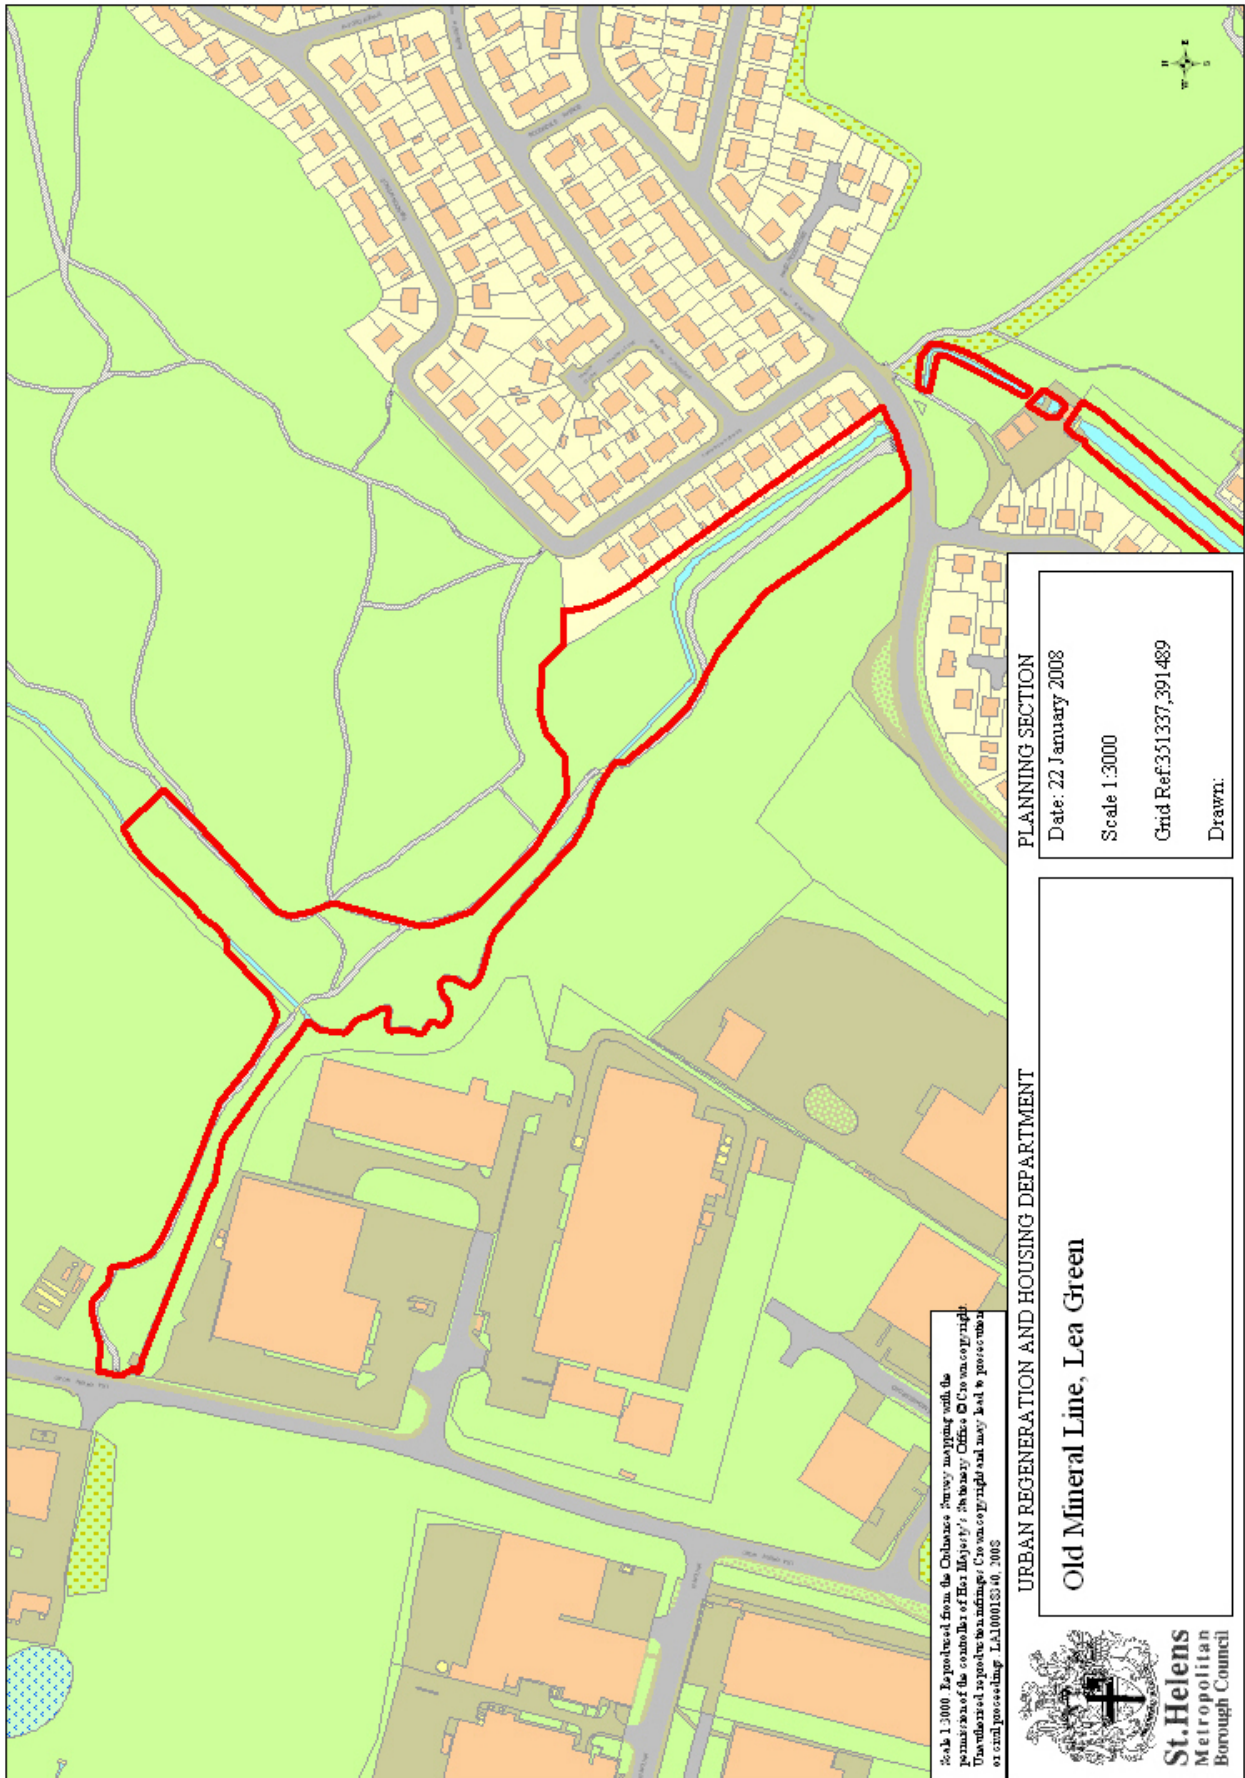 URBAN REGENERATION AND HOUSING DEPARTMENT
PLANNING SECTION
Old Mineral Line, Lea Green
Date: 22 January 2008
Scale 1:3000
Grid Ref:351337,391489
Drawn:
St.Helens
Metropolitan
Borough Council
Scale 1:3000. Reproduced from the Ordnance Survey mapping with the
permission of the controller of Her Majesty's Stationery Office © Crown copyright.
Unauthorised reproduction infringes Crown copyright and may lead to prosecution
or civil proceedings. LA100018340, 2008
N
E
S
W